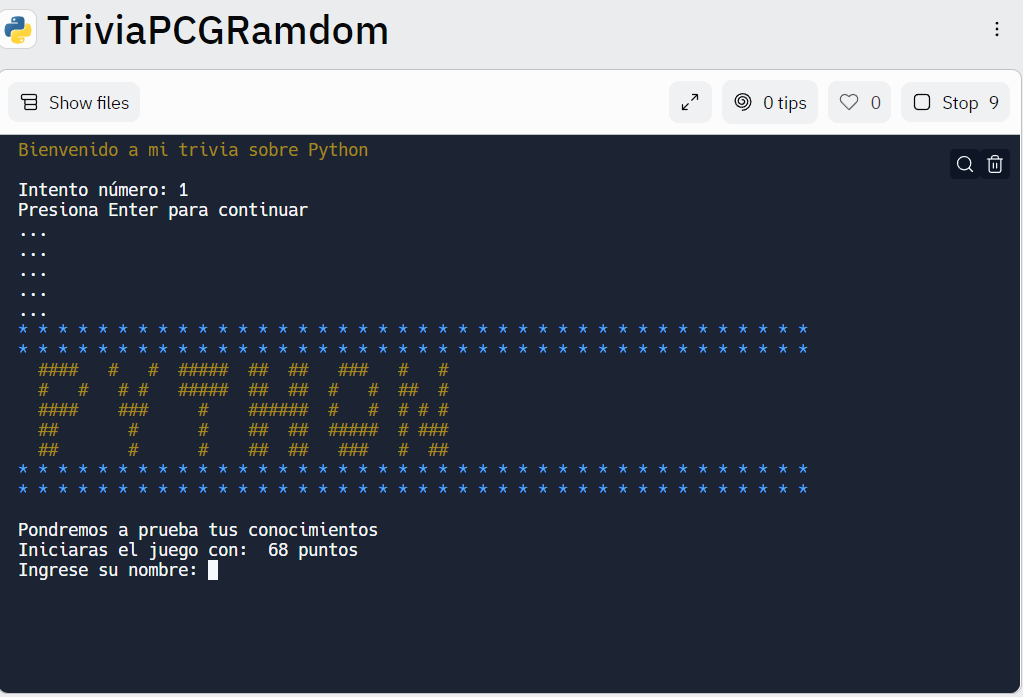 TriviaPCGRamdom
Show files
0 tips
0
Stop 9
Bienvenido a mi trivia sobre Python
Intento número: 1
Presiona Enter para continuar
...
...
...
...
...
* * * * * * * * * * * * * * * * * * * * * * * * * * * * * * * * * * * * * * * *
* * * * * * * * * * * * * * * * * * * * * * * * * * * * * * * * * * * * * * * *
  ####   #   #  #####  ##  ##   ###   #   #
  #   #   # #   #####  ##  ##  #   #  ##  #
  ####    ###     #    ######  #   #  # # #
  ##       #      #    ##  ##  #####  # ###
  ##       #      #    ##  ##   ###   #  ##
* * * * * * * * * * * * * * * * * * * * * * * * * * * * * * * * * * * * * * * *
* * * * * * * * * * * * * * * * * * * * * * * * * * * * * * * * * * * * * * * *
Pondremos a prueba tus conocimientos
Iniciaras el juego con:  68 puntos
Ingrese su nombre: